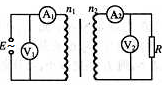 A₁ n₁ n₂ A₂
E V₁ V₂ R